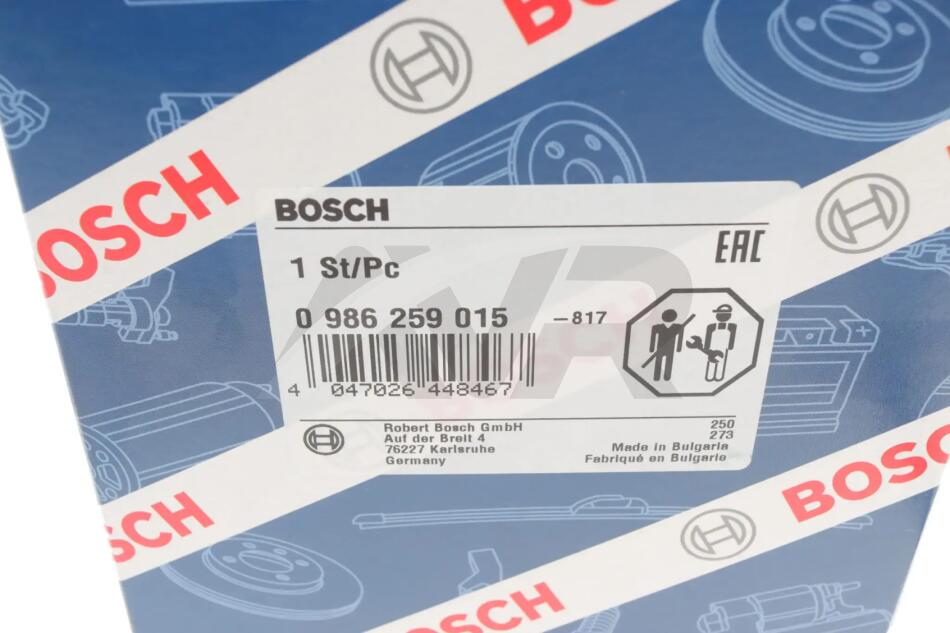 BOSCH
BOSCH
BOSCH
EAC
1 St/Pc
0 986 259 015 -817
4 047026 448467
Robert Bosch GmbH
Auf der Breit 4
76227 Karlsruhe
Germany
250
273
Made in Bulgaria
Fabriqué en Bulgarie
BOSCH
BOSCH
BOSCH